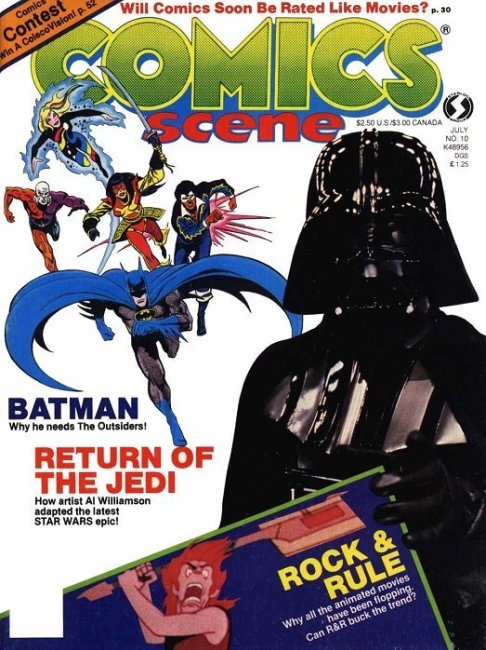 Comics
Contest
Win A ColecoVision! p. 52
Will Comics Soon Be Rated Like Movies? p. 30
COMICS®
scene
$2.50 U.S./$3.00 CANADA
JULY
NO. 10
K48956
DGS
£1.25
BATMAN
Why he needs The Outsiders!
RETURN OF
THE JEDI
How artist Al Williamson
adapted the latest
STAR WARS epic!
ROCK &
RULE
Why all the animated movies
have been flopping.
Can R&R buck the trend?